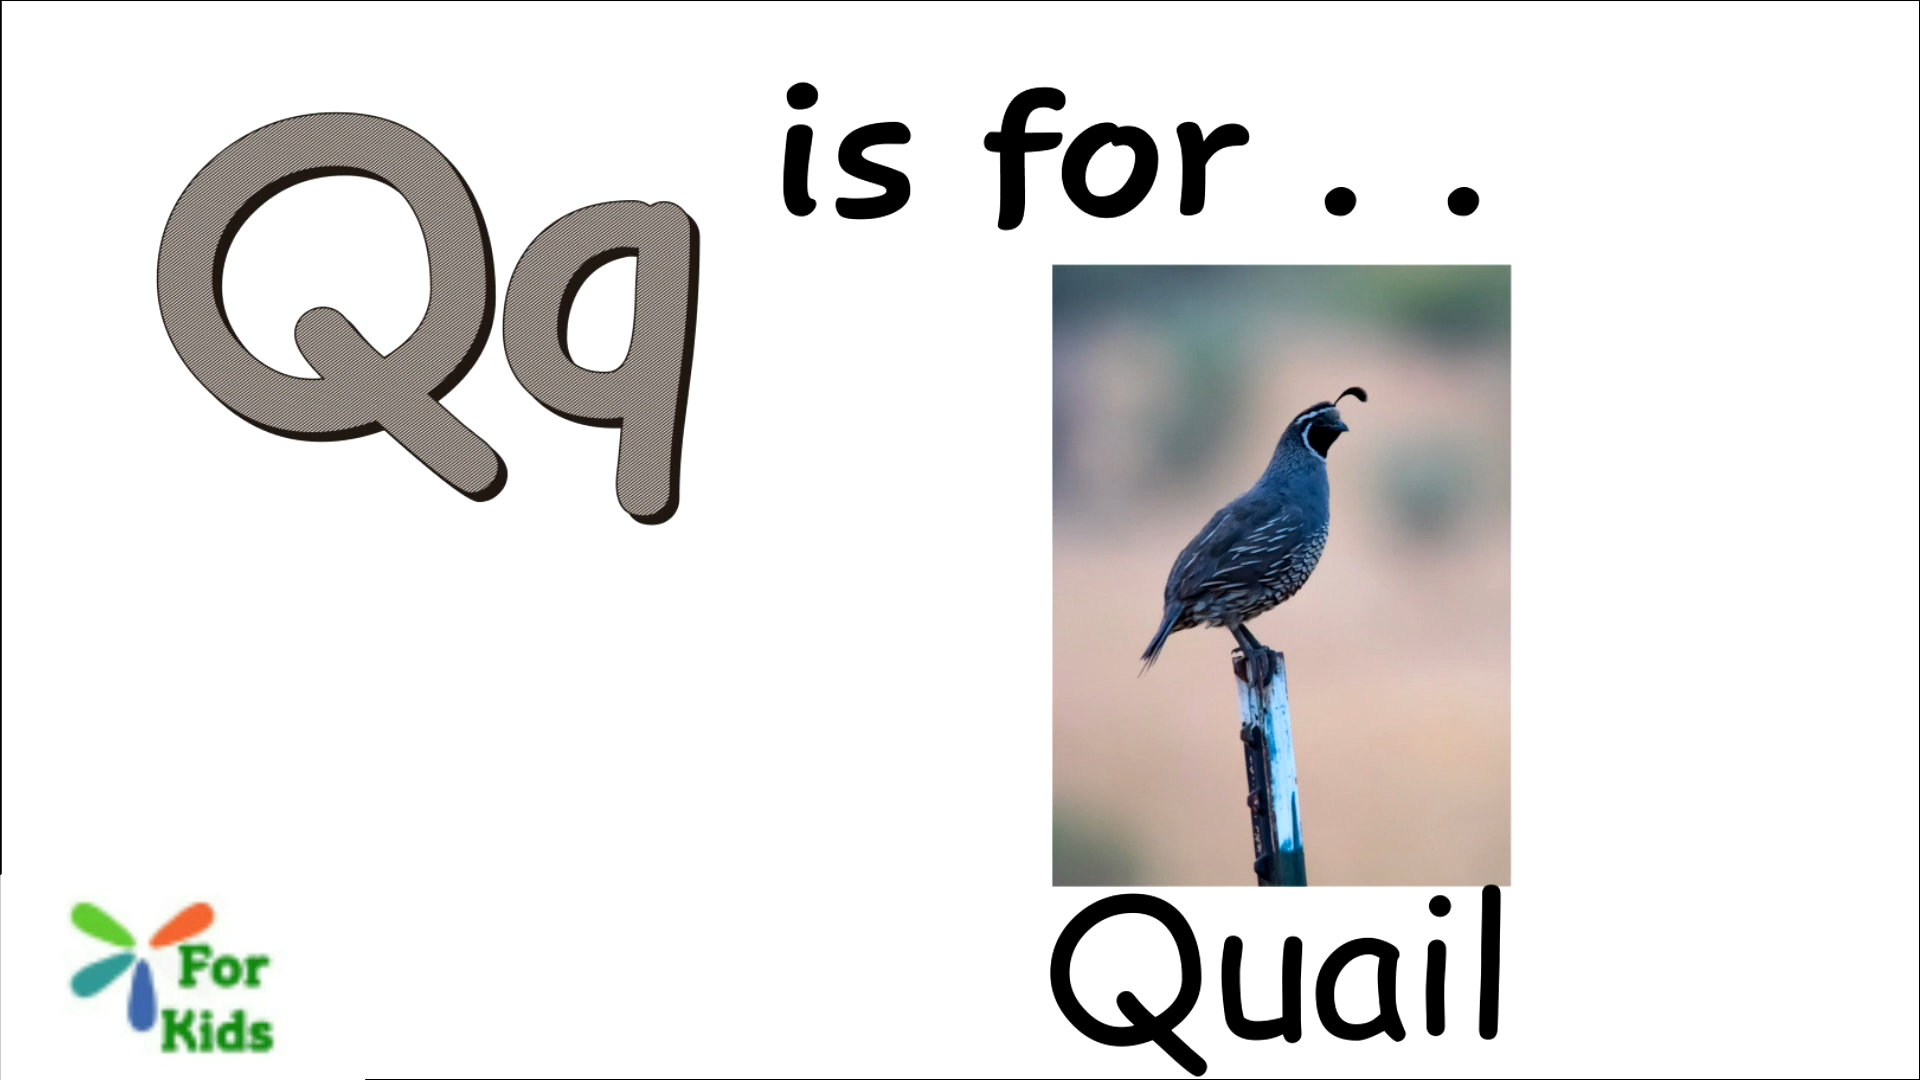 Qq is for . .
Quail
For
Kids